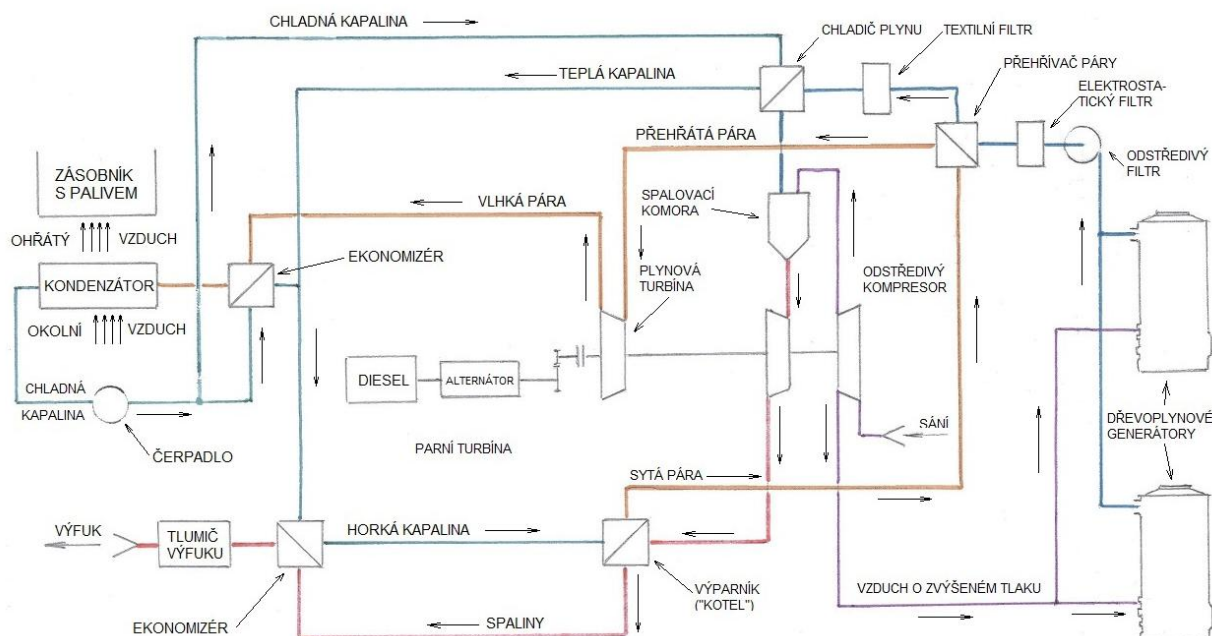 CHLADNÁ KAPALINA
CHLADIČ PLYNU
TEXTILNÍ FILTR
TEPLÁ KAPALINA
PŘEHŘÍVAČ PÁRY
ELEKTROSTA-
TICKÝ FILTR
PŘEHŘÁTÁ PÁRA
ODSTŘEDIVÝ
FILTR
ZÁSOBNÍK
S PALIVEM
VLHKÁ PÁRA
SPALOVACÍ
KOMORA
OHŘÁTÝ VZDUCH
EKONOMIZÉR
PLYNOVÁ
TURBÍNA
ODSTŘEDIVÝ
KOMPRESOR
KONDENZÁTOR
OKOLNÍ VZDUCH
DIESEL
ALTERNÁTOR
CHLADNÁ
KAPALINA
SÁNÍ
DŘEVOPLYNOVÉ
GENERÁTORY
ČERPADLO
PARNÍ TURBÍNA
SYTÁ PÁRA
VÝFUK
TLUMIČ
VÝFUKU
HORKÁ KAPALINA
VZDUCH O ZVÝŠENÉM TLAKU
VÝPARNÍK
("KOTEL")
EKONOMIZÉR
SPALINY